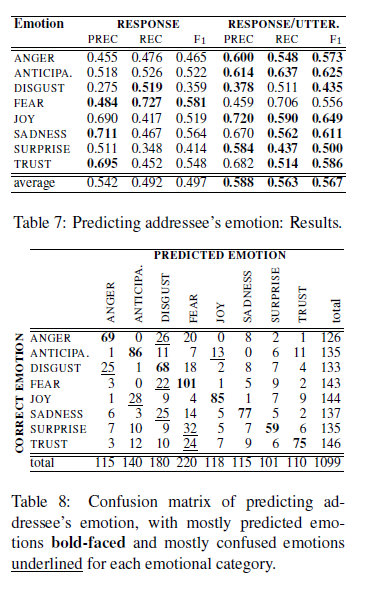 Emotion RESPONSE RESPONSE/UTTER.
PREC REC F1 PREC REC F1
ANGER 0.455 0.476 0.465 0.600 0.548 0.573
ANTICIPA. 0.518 0.526 0.522 0.614 0.637 0.625
DISGUST 0.275 0.519 0.359 0.378 0.511 0.435
FEAR 0.484 0.727 0.581 0.459 0.706 0.556
JOY 0.690 0.417 0.519 0.720 0.590 0.649
SADNESS 0.711 0.467 0.564 0.670 0.562 0.611
SURPRISE 0.511 0.348 0.414 0.584 0.437 0.500
TRUST 0.695 0.452 0.548 0.682 0.514 0.586
average 0.542 0.492 0.497 0.588 0.563 0.567
Table 7: Predicting addressee's emotion: Results.
PREDICTED EMOTION
ANGER ANTICIPA. DISGUST FEAR JOY SADNESS SURPRISE TRUST total
CORRECT EMOTION
ANGER 69 0 26 20 0 8 2 1 126
ANTICIPA. 1 86 11 7 13 0 6 11 135
DISGUST 25 1 68 18 2 8 7 4 133
FEAR 3 0 22 101 1 5 9 2 143
JOY 1 28 9 4 85 1 7 9 144
SADNESS 6 3 25 14 5 77 5 2 137
SURPRISE 7 10 9 32 5 7 59 6 135
TRUST 3 12 10 24 7 9 6 75 146
total 115 140 180 220 118 115 101 110 1099
Table 8: Confusion matrix of predicting ad-
dressee's emotion, with mostly predicted emo-
tions bold-faced and mostly confused emotions
underlined for each emotional category.